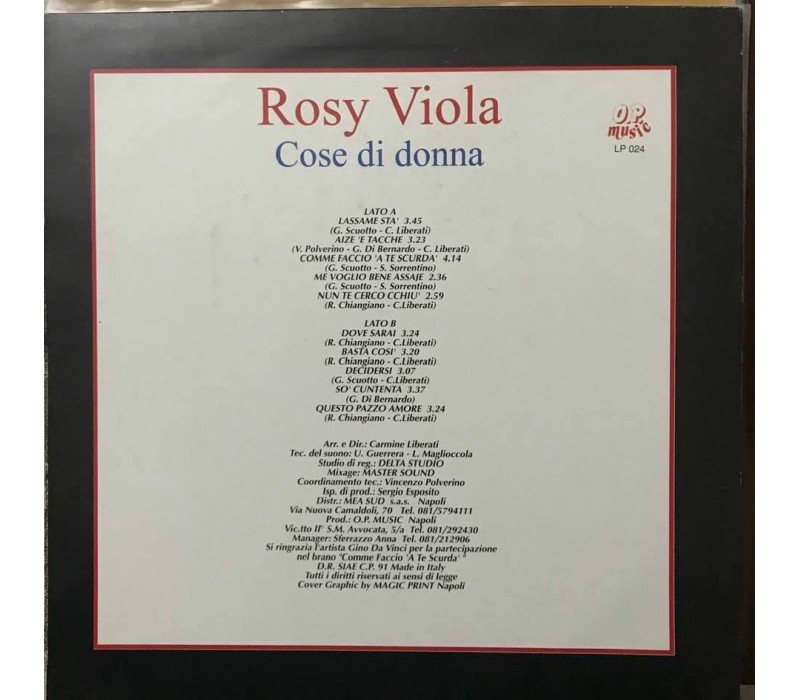 Rosy Viola
Cose di donna
O.P.
music
LP 024
LATO A
LASSAME STA' 3.45
(G. Scuotto - C. Liberati)
AIZE 'E TACCHE 3.23
(V. Polverino - G. Di Bernardo - C. Liberati)
COMME FACCIO 'A TE SCURDA' 4.14
(G. Scuotto - S. Sorrentino)
ME VOGLIO BENE ASSAJE 2.36
(G. Scuotto - S. Sorrentino)
NUN TE CERCO CCHIU' 2.59
(R. Chiangiano - C.Liberati)
LATO B
DOVE SARAI 3.24
(R. Chiangiano - C.Liberati)
BASTA COSI' 3.20
(R. Chiangiano - C.Liberati)
DECIDERSI 3.07
(G. Scuotto - C.Liberati)
SO' CUNTENTA 3.37
(G. Di Bernardo)
QUESTO PAZZO AMORE 3.24
(R. Chiangiano - C.Liberati)
Arr. e Dir.: Carmine Liberati
Tec. del suono: U. Guerrera - L. Maglioccola
Studio di reg.: DELTA STUDIO
Mixage: MASTER SOUND
Coordinamento tec.: Vincenzo Polverino
Isp. di prod.: Sergio Esposito
Distr.: MEA SUD s.a.s. Napoli
Via Nuova Camaldoli, 70 Tel. 081/5794111
Prod.: O.P. MUSIC Napoli
Vic.tto II° S.M. Avvocata, 5/a Tel. 081/292430
Manager: Sferrazzo Anna Tel. 081/212906
Si ringrazia l'artista Gino Da Vinci per la partecipazione
nel brano "Comme Faccio 'A Te Scurda'"
D.R. SIAE C.P. 91 Made in Italy
Tutti i diritti riservati ai sensi di legge
Cover Graphic by MAGIC PRINT Napoli